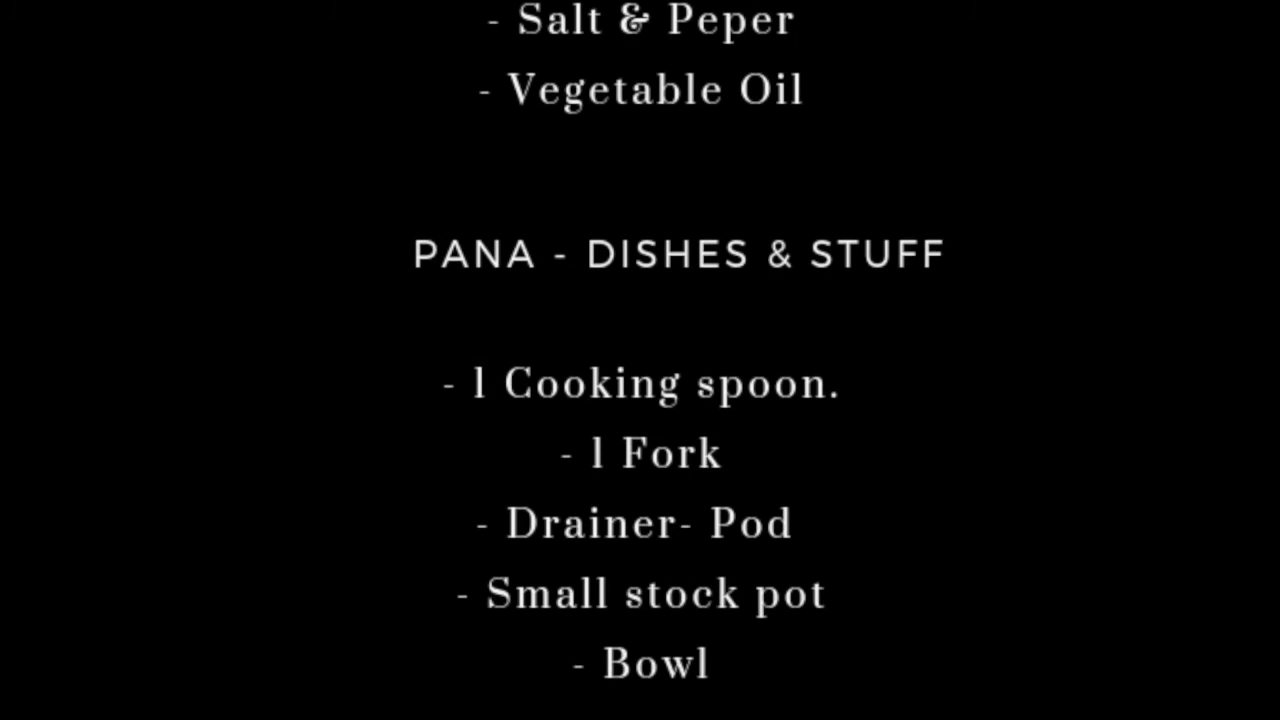 - Salt & Peper
- Vegetable Oil
PANA - DISHES & STUFF
- 1 Cooking spoon.
- 1 Fork
- Drainer- Pod
- Small stock pot
- Bowl